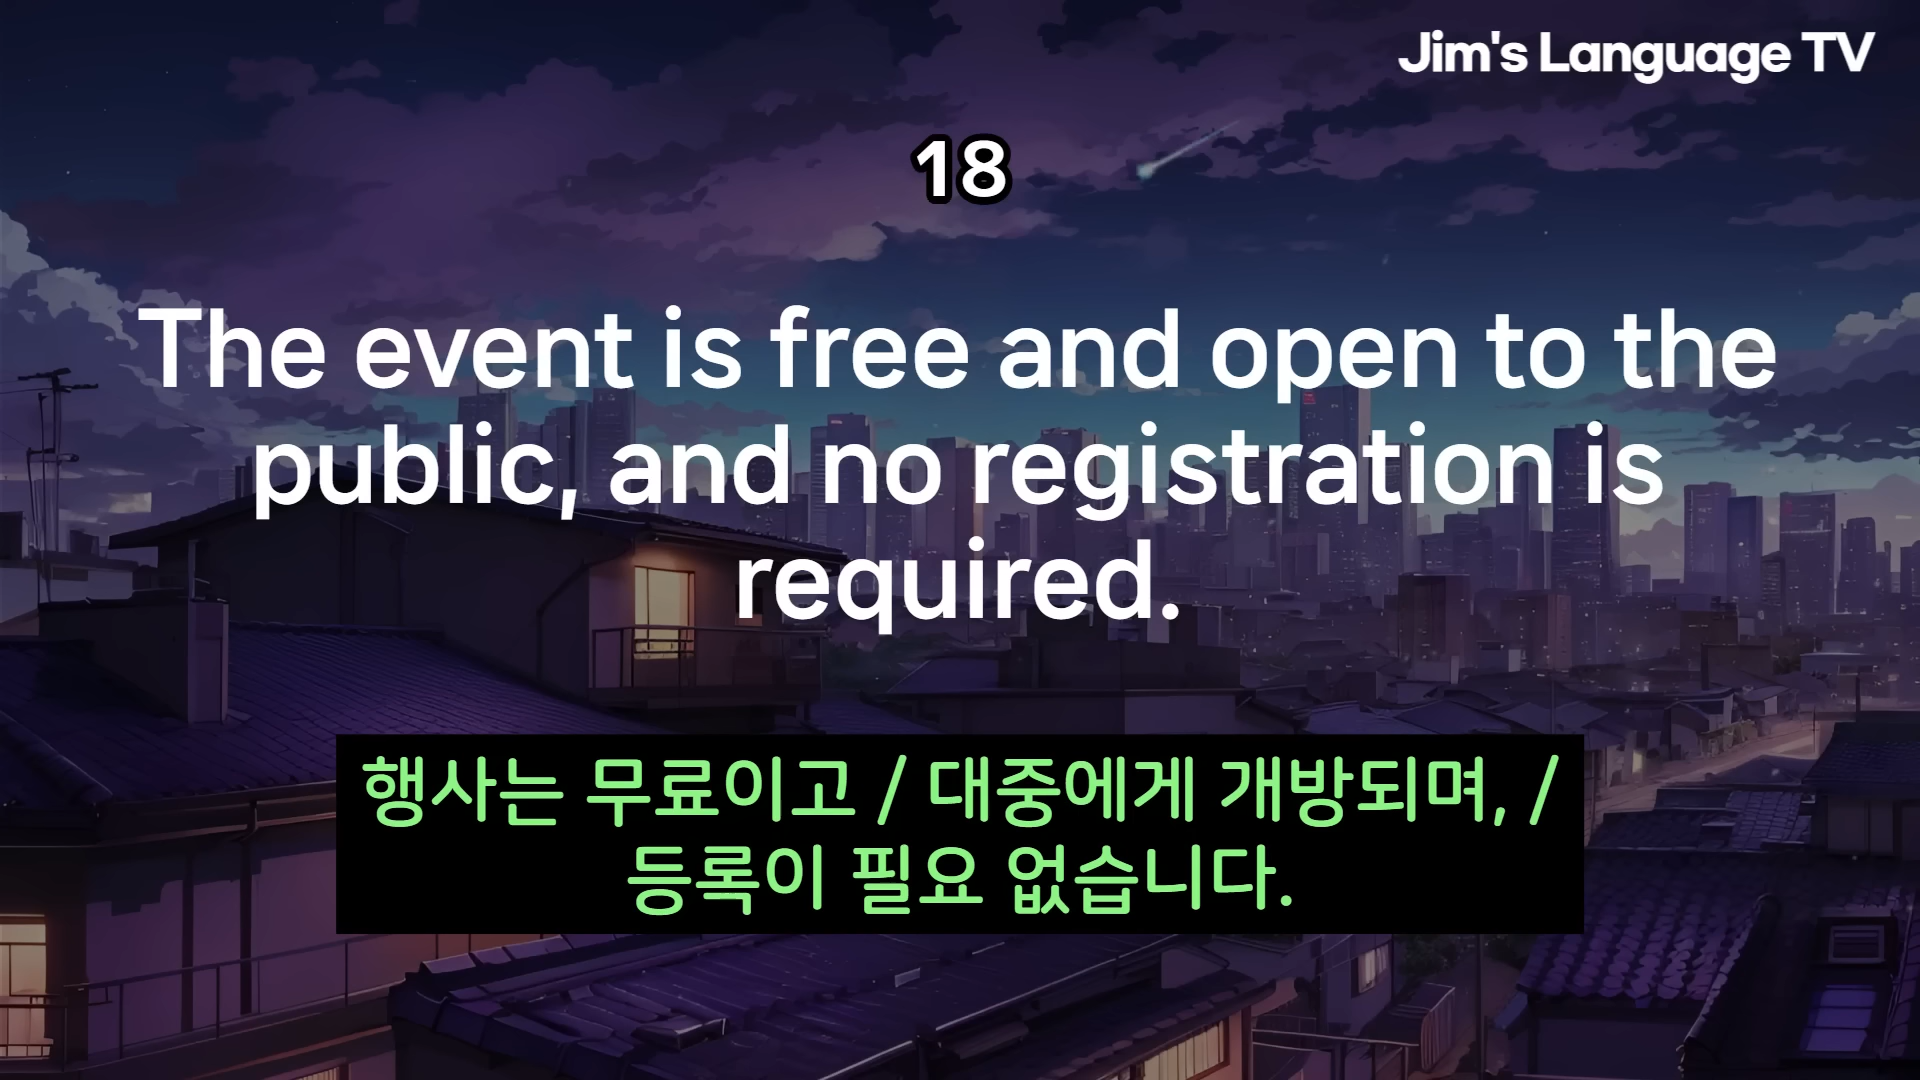 Jim's Language TV
18
The event is free and open to the
public, and no registration is
required.
행사는 무료이고 / 대중에게 개방되며, /
등록이 필요 없습니다.